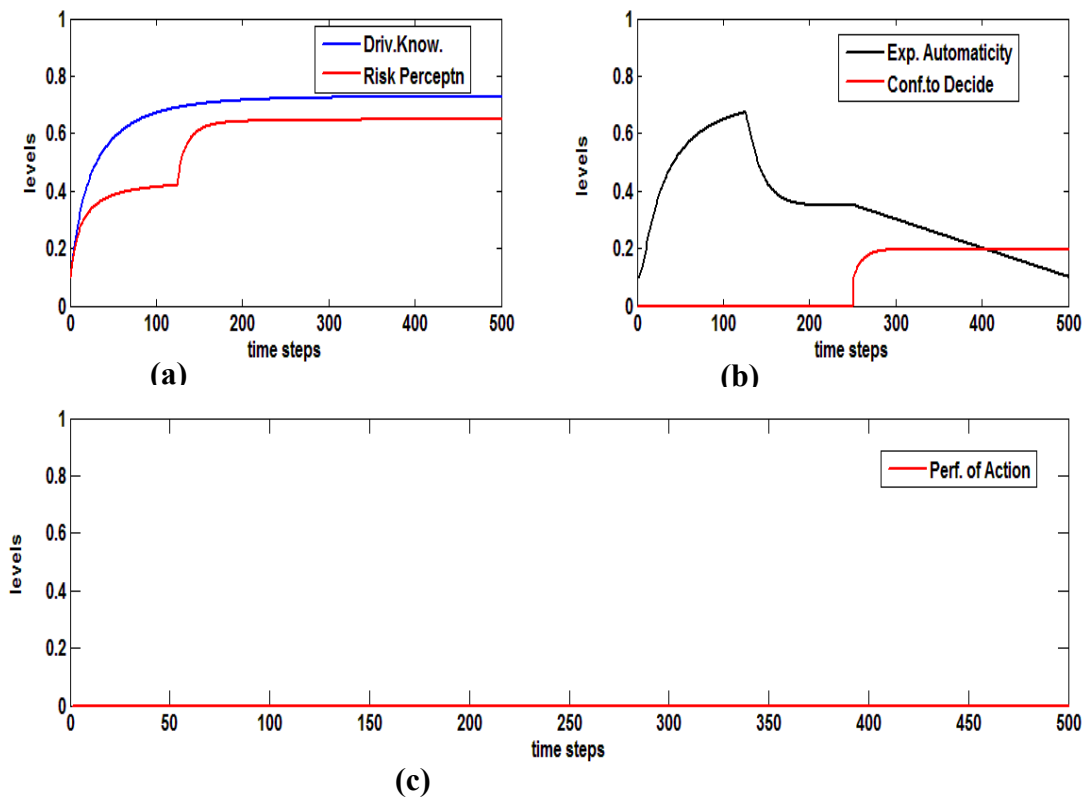 1
0.8
0.6
0.4
0.2
0
levels
Driv.Know.
Risk Perceptn
0 100 200 300 400 500
time steps
(a)
1
0.8
0.6
0.4
0.2
0
levels
Exp. Automaticity
Conf.to Decide
0 100 200 300 400 500
time steps
(b)
1
0.8
0.6
0.4
0.2
0
levels
Perf. of Action
0 50 100 150 200 250 300 350 400 450 500
time steps
(c)